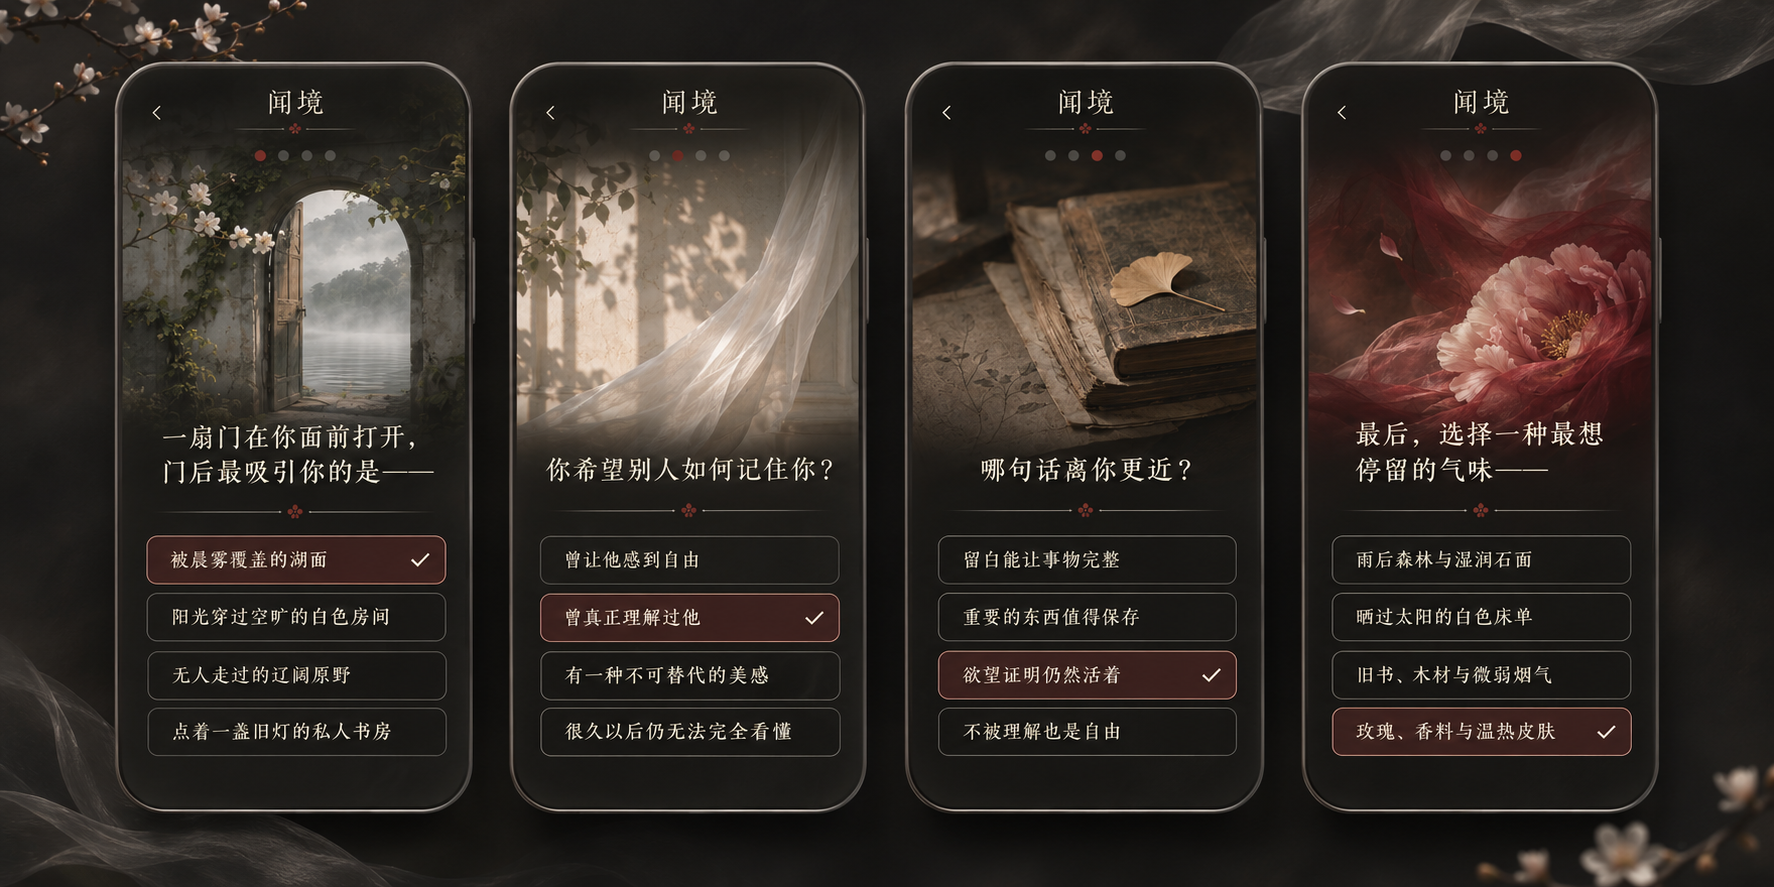 闻境
一扇门在你面前打开，
门后最吸引你的是——
被晨雾覆盖的湖面
阳光穿过空旷的白色房间
无人走过的辽阔原野
点着一盏旧灯的私人书房
闻境
你希望别人如何记住你？
曾让他感到自由
曾真正理解过他
有一种不可替代的美感
很久以后仍无法完全看懂
闻境
哪句话离你更近？
留白能让事物完整
重要的东西值得保存
欲望证明仍然活着
不被理解也是自由
闻境
最后，选择一种最想
停留的气味——
雨后森林与湿润石面
晒过太阳的白色床单
旧书、木材与微弱烟气
玫瑰、香料与温热皮肤